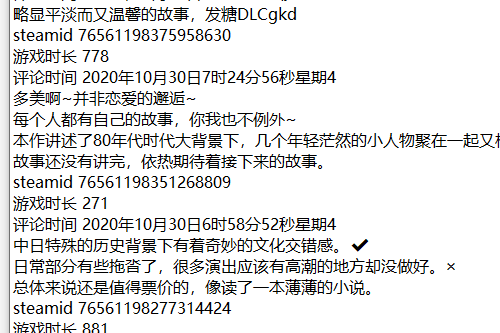 略显平淡而又温馨的故事，发糖DLCgkd
steamid 76561198375958630
游戏时长 778
评论时间 2020年10月30日7时24分56秒星期4
多美啊~并非恋爱的邂逅~
每个人都有自己的故事，你我也不例外~
本作讲述了80年代时代大背景下，几个年轻茫然的小人物聚在一起又
故事还没有讲完，依热期待着接下来的故事。
steamid 76561198351268809
游戏时长 271
评论时间 2020年10月30日6时58分52秒星期4
中日特殊的历史背景下有着奇妙的文化交错感。✔
日常部分有些拖沓了，很多演出应该有高潮的地方却没做好。×
总体来说还是值得票价的，像读了一本薄薄的小说。
steamid 76561198277314424
游戏时长 881